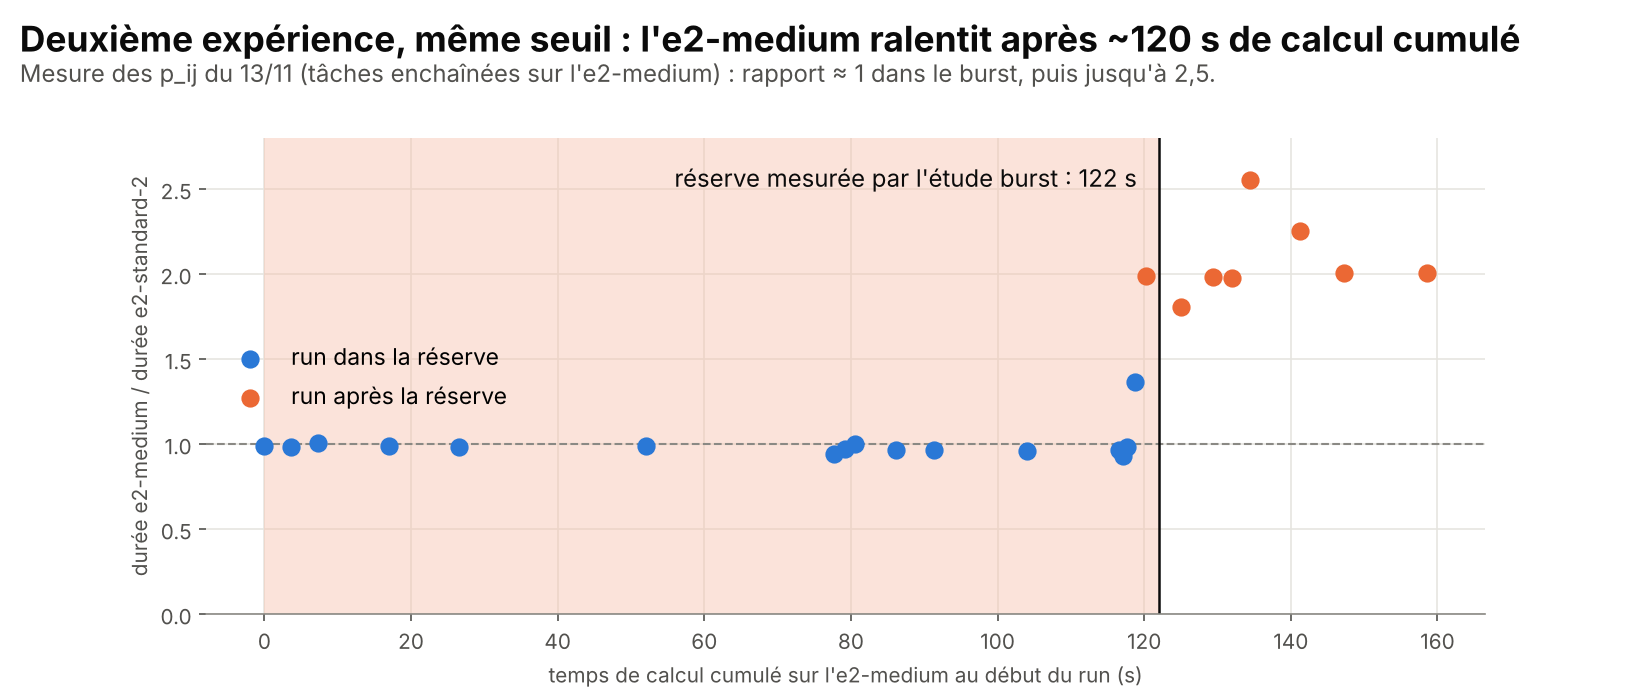 Deuxième expérience, même seuil : l'e2-medium ralentit après ~120 s de calcul cumulé
Mesure des p_ij du 13/11 (tâches enchaînées sur l'e2-medium) : rapport ≈ 1 dans le burst, puis jusqu'à 2,5.
réserve mesurée par l'étude burst : 122 s
durée e2-medium / durée e2-standard-2
2.5
2.0
1.5
1.0
0.5
0.0
run dans la réserve
run après la réserve
0 20 40 60 80 100 120 140 160
temps de calcul cumulé sur l'e2-medium au début du run (s)